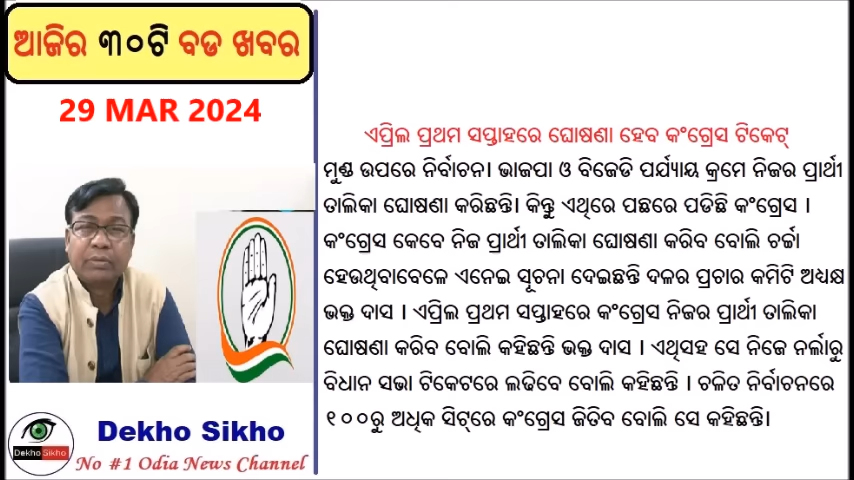 ଆଜିର ୩୦ଟି ବଡ ଖବର
29 MAR 2024
ଏପ୍ରିଲ ପ୍ରଥମ ସପ୍ତାହରେ ଘୋଷଣା ହେବ କଂଗ୍ରେସ ଟିକେଟ୍
ମୁଣ୍ଡ ଉପରେ ନିର୍ବାଚନ। ଭାଜପା ଓ ବିଜେଡି ପର୍ଯ୍ୟାୟ କ୍ରମେ ନିଜର ପ୍ରାର୍ଥୀ
ତାଲିକା ଘୋଷଣା କରିଛନ୍ତି। କିନ୍ତୁ ଏଥିରେ ପଛରେ ପଡିଛି କଂଗ୍ରେସ ।
କଂଗ୍ରେସ କେବେ ନିଜ ପ୍ରାର୍ଥୀ ତାଲିକା ଘୋଷଣା କରିବ ବୋଲି ଚର୍ଚ୍ଚା
ହେଉଥିବାବେଳେ ଏନେଇ ସୂଚନା ଦେଇଛନ୍ତି ଦଳର ପ୍ରଚାର କମିଟି ଅଧ୍ୟକ୍ଷ
ଭକ୍ତ ଦାସ । ଏପ୍ରିଲ ପ୍ରଥମ ସପ୍ତାହରେ କଂଗ୍ରେସ ନିଜର ପ୍ରାର୍ଥୀ ତାଲିକା
ଘୋଷଣା କରିବ ବୋଲି କହିଛନ୍ତି ଭକ୍ତ ଦାସ । ଏଥିସହ ସେ ନିଜେ ନର୍ଲାରୁ
ବିଧାନ ସଭା ଟିକେଟରେ ଲଢିବେ ବୋଲି କହିଛନ୍ତି । ଚଳିତ ନିର୍ବାଚନରେ
୧୦୦ରୁ ଅଧିକ ସିଟ୍‌ରେ କଂଗ୍ରେସ ଜିତିବ ବୋଲି ସେ କହିଛନ୍ତି।
Dekho Sikho
Dekho Sikho
No #1 Odia News Channel